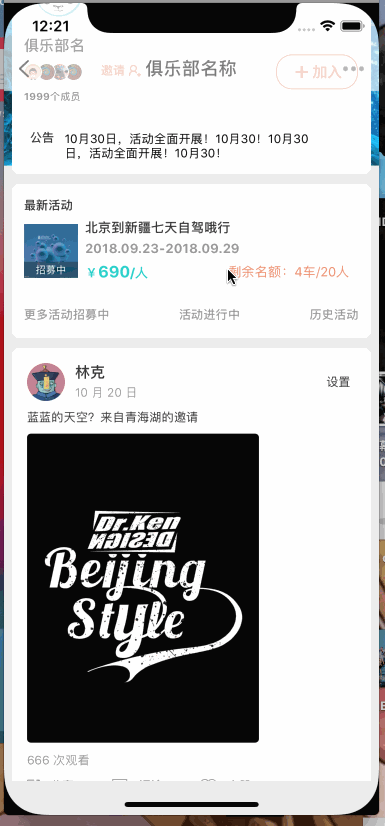 12:21
俱乐部名
邀请
俱乐部名称
加入
1999个成员
公告
10月30日，活动全面开展！10月30！10月30
日，活动全面开展！10月30！
最新活动
北京到新疆七天自驾哦行
2018.09.23-2018.09.29
招募中
￥690/人
剩余名额：4车/20人
更多活动招募中
活动进行中
历史活动
林克
10 月 20 日
设置
蓝蓝的天空？来自青海湖的邀请
Dr.Ken
DESIGN
Beijing
Style
666 次观看